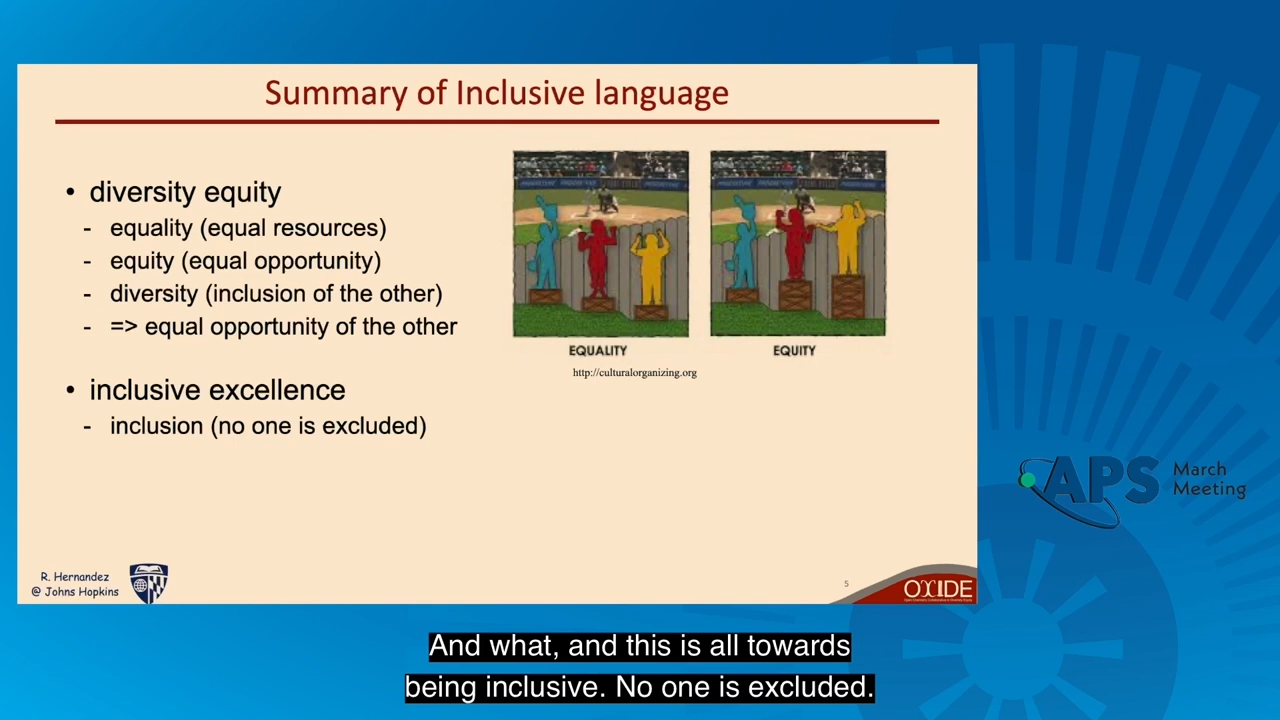 Summary of Inclusive language
• diversity equity
- equality (equal resources)
- equity (equal opportunity)
- diversity (inclusion of the other)
- => equal opportunity of the other
• inclusive excellence
- inclusion (no one is excluded)
EQUALITY
EQUITY
http://culturalorganizing.org
R. Hernandez
@ Johns Hopkins
5
OXIDE
APS
March
Meeting
And what, and this is all towards
being inclusive. No one is excluded.